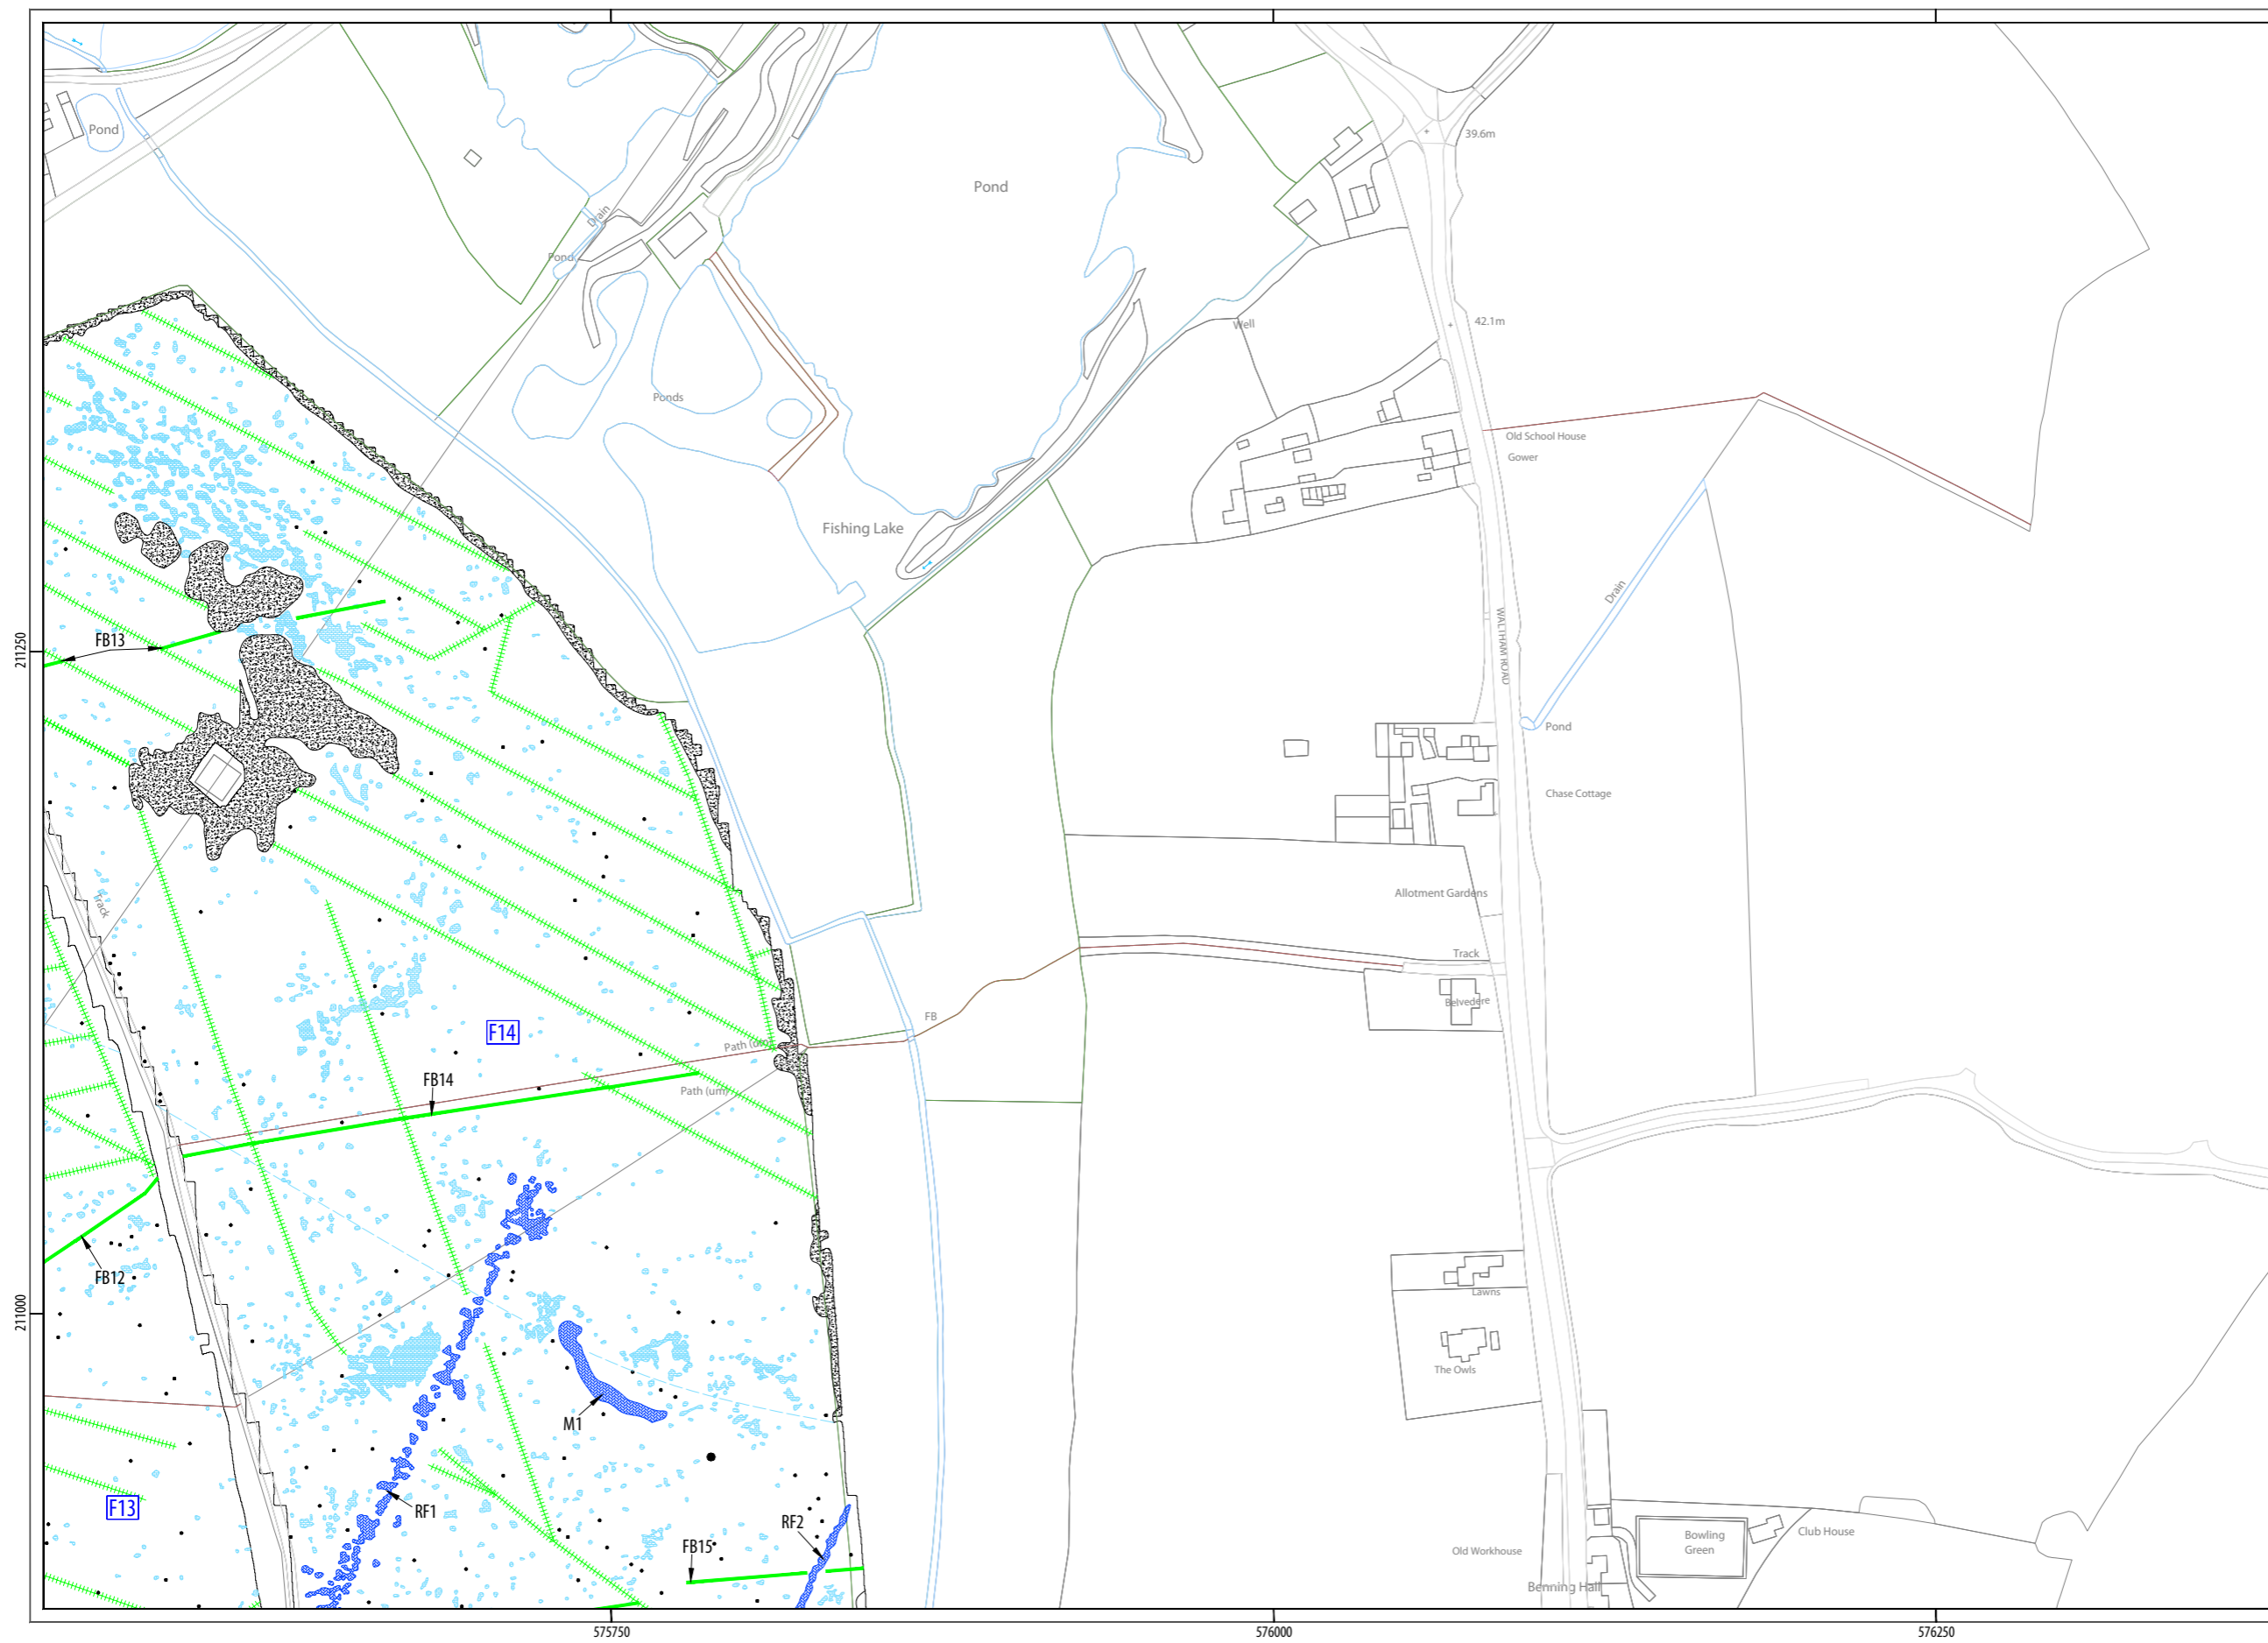 Pond
39.6m
Pond
Drain
Pond
Well
42.1m
Ponds
Old School House
Gower
Fishing Lake
Drain
WALTHAM ROAD
211250
FB13
Pond
Chase Cottage
Allotment Gardens
Track
Track
Belvedere
FB
F14
Path (um)
FB14
Path (um)
FB12
Lawns
211000
The Owls
M1
F13
RF1
RF2
Bowling
Green
Club House
FB15
Old Workhouse
Benning Hall
575750
576000
576250